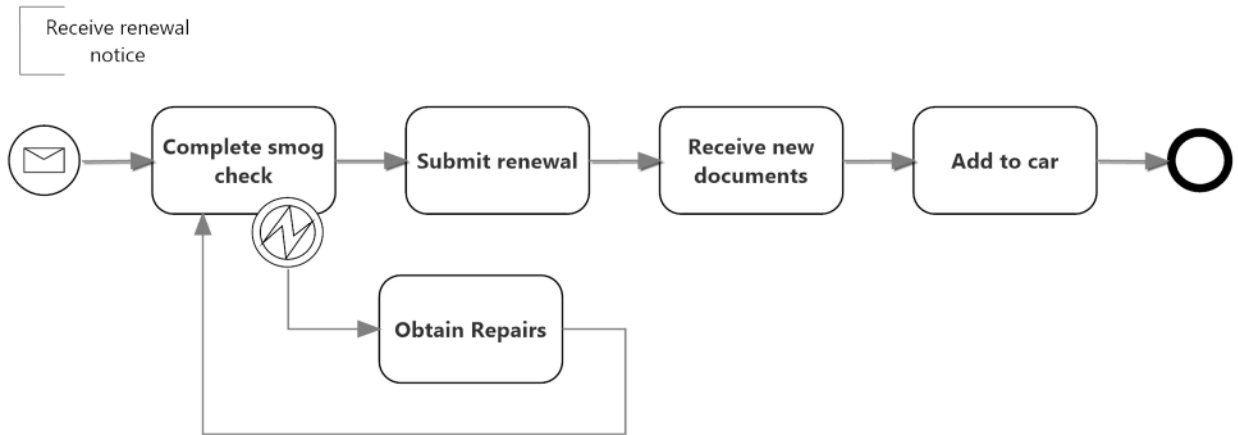 Receive renewal
notice
Complete smog
check
Submit renewal
Receive new
documents
Add to car
Obtain Repairs